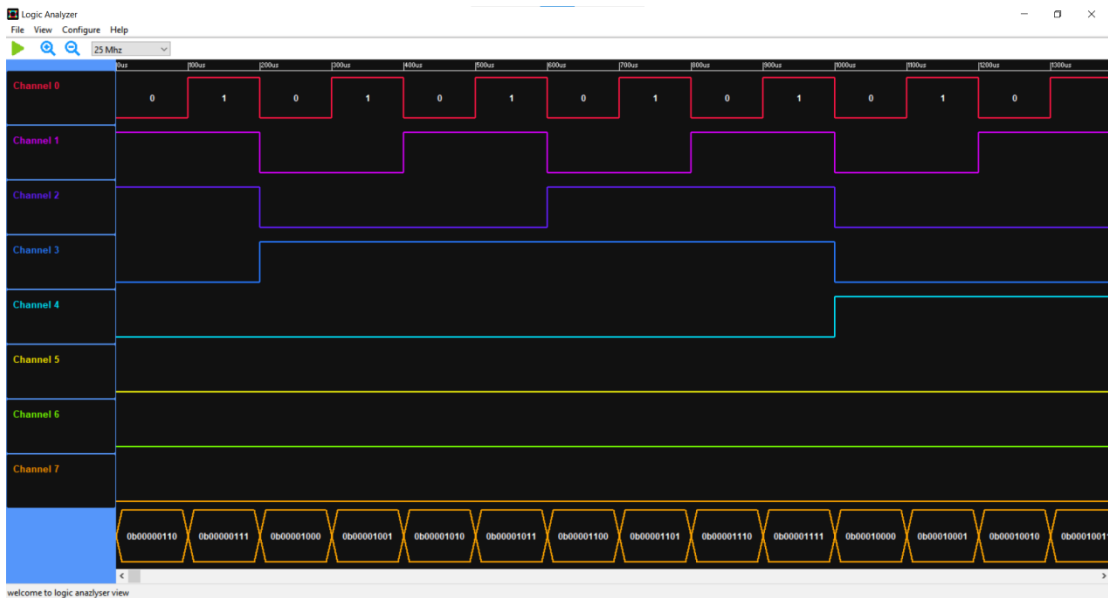 Logic Analyzer
File View Configure Help
25 Mhz
0us 100us 200us 300us 400us 500us 600us 700us 800us 900us 1000us 1100us 1200us 1300us
Channel 0
0 1 0 1 0 1 0 1 0 1 0 1 0
Channel 1
Channel 2
Channel 3
Channel 4
Channel 5
Channel 6
Channel 7
0b00000110 0b00000111 0b00001000 0b00001001 0b00001010 0b00001011 0b00001100 0b00001101 0b00001110 0b00001111 0b00010000 0b00010001 0b00010010 0b00010011
welcome to logic anazlyser view